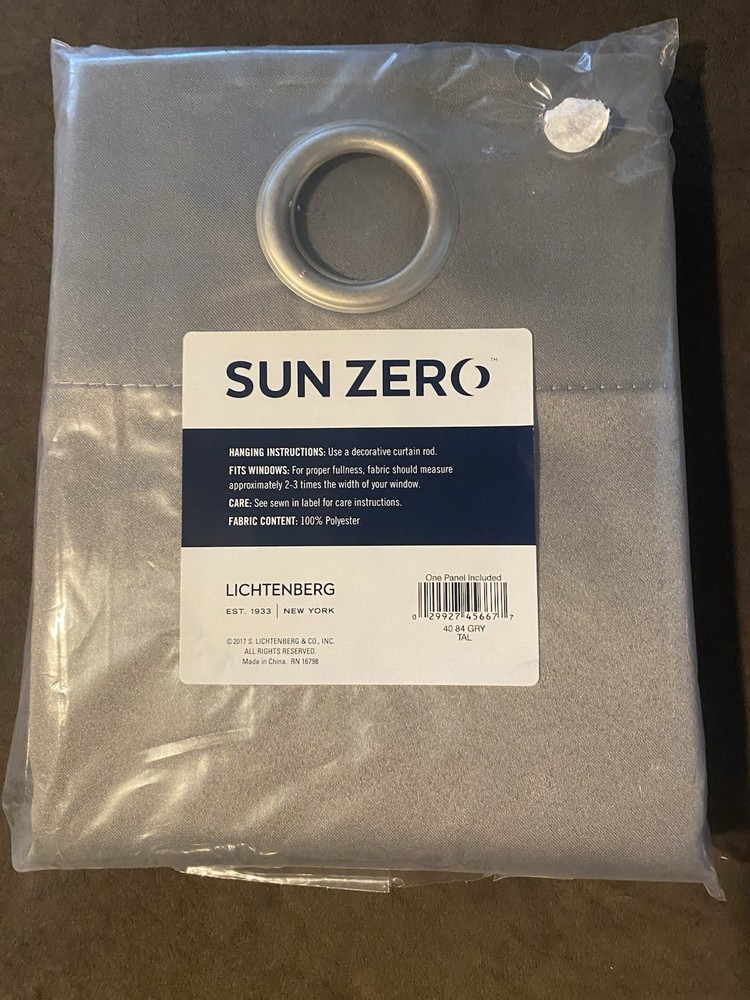 SUN ZERO™
HANGING INSTRUCTIONS: Use a decorative curtain rod.
FITS WINDOWS: For proper fullness, fabric should measure
approximately 2-3 times the width of your window.
CARE: See sewn in label for care instructions.
FABRIC CONTENT: 100% Polyester
LICHTENBERG
EST. 1933 | NEW YORK
©2017 S. LICHTENBERG & CO., INC.
ALL RIGHTS RESERVED.
Made in China. RN 16798
One Panel Included
0 29927 45667 7
40 84 GRY
TAL